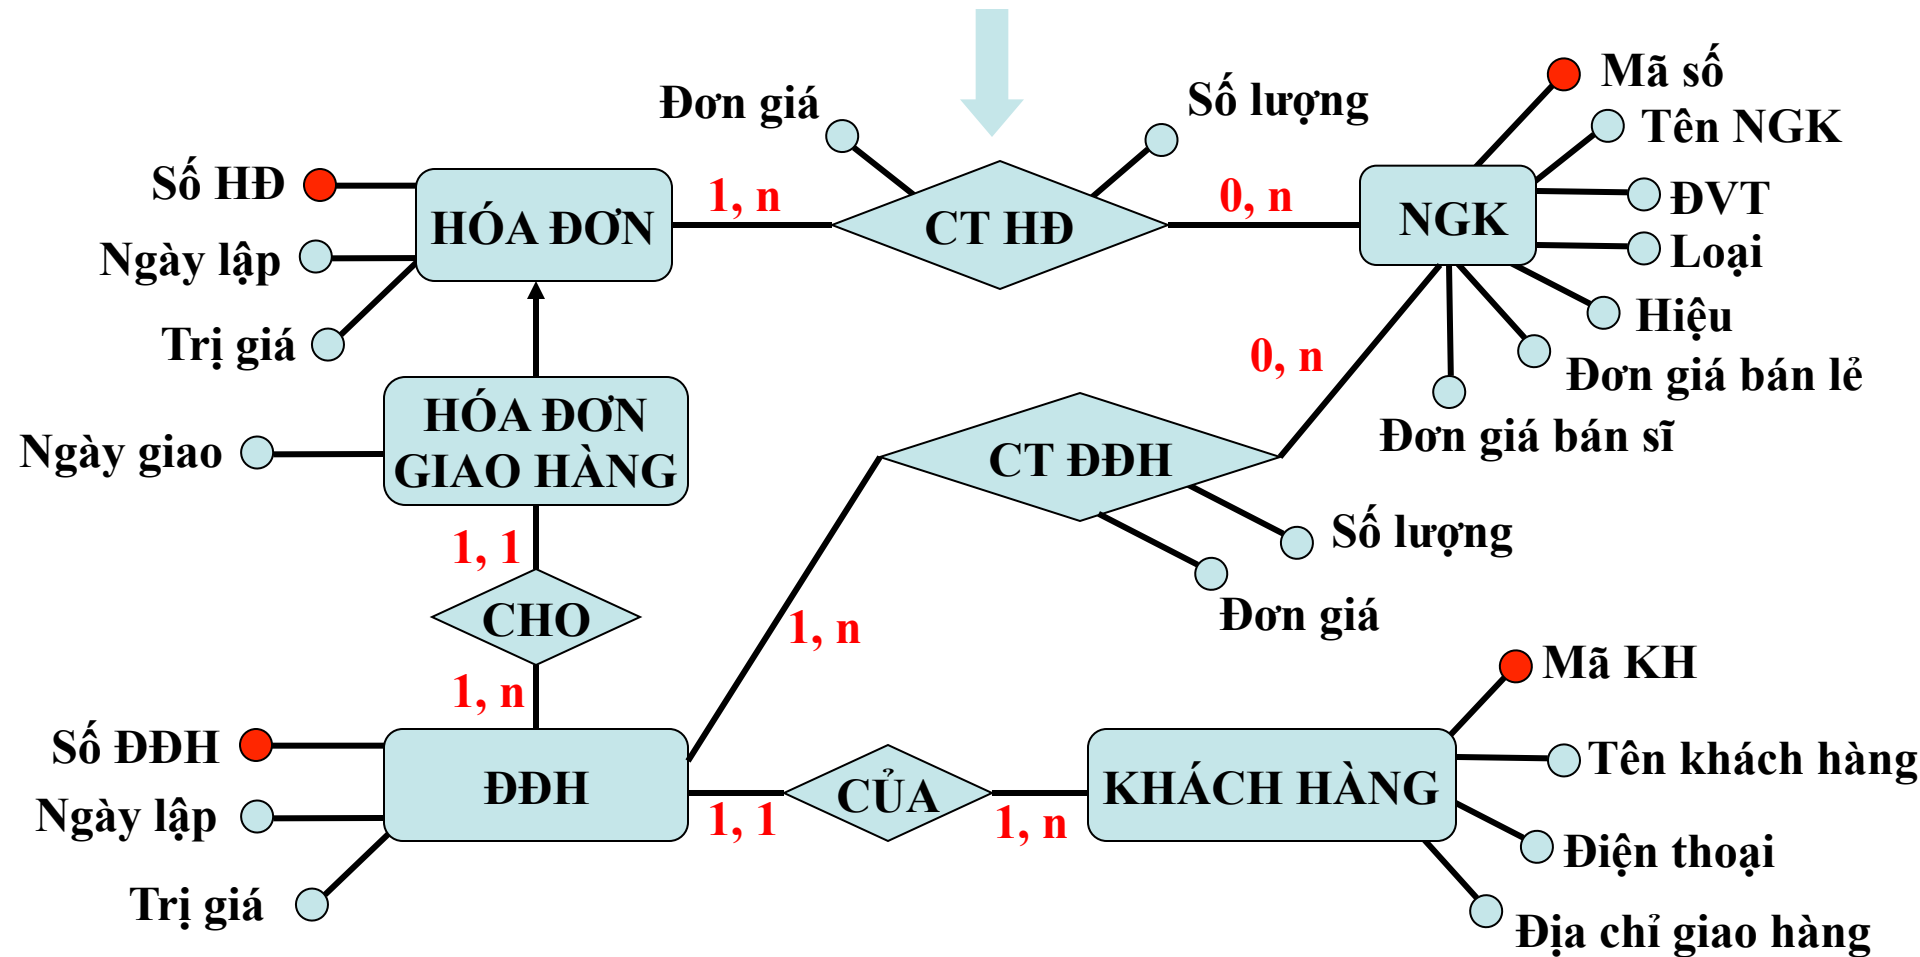 Đơn giá
Số lượng
Mã số
Tên NGK
ĐVT
Loại
Hiệu
Đơn giá bán lẻ
Đơn giá bán sĩ
Số HĐ
Ngày lập
Trị giá
HÓA ĐƠN
1, n
CT HĐ
0, n
NGK
0, n
Ngày giao
HÓA ĐƠN
GIAO HÀNG
CT ĐĐH
Số lượng
Đơn giá
1, 1
CHO
1, n
1, n
Số ĐĐH
Ngày lập
Trị giá
ĐĐH
1, 1
CỦA
1, n
KHÁCH HÀNG
Mã KH
Tên khách hàng
Điện thoại
Địa chỉ giao hàng